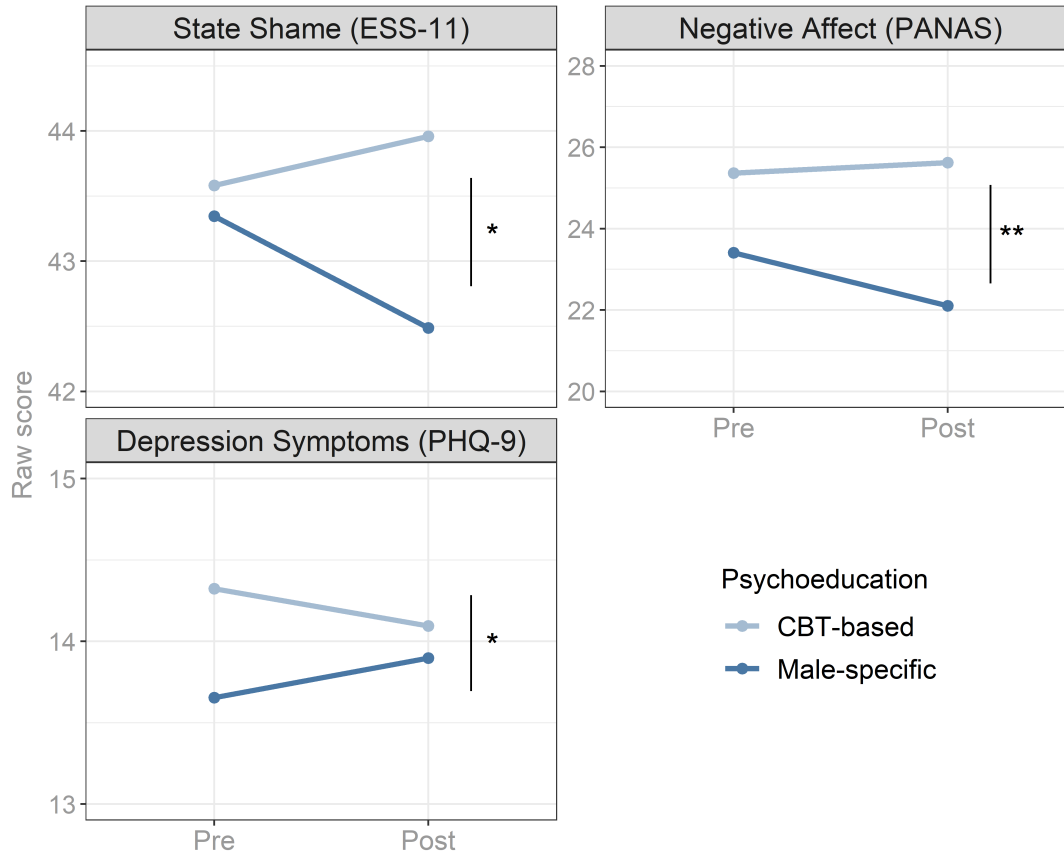 State Shame (ESS-11)
44
43
42
*
Negative Affect (PANAS)
28
26
24
22
20
**
Pre
Post
Raw score
Depression Symptoms (PHQ-9)
15
14
13
*
Pre
Post
Psychoeducation
CBT-based
Male-specific